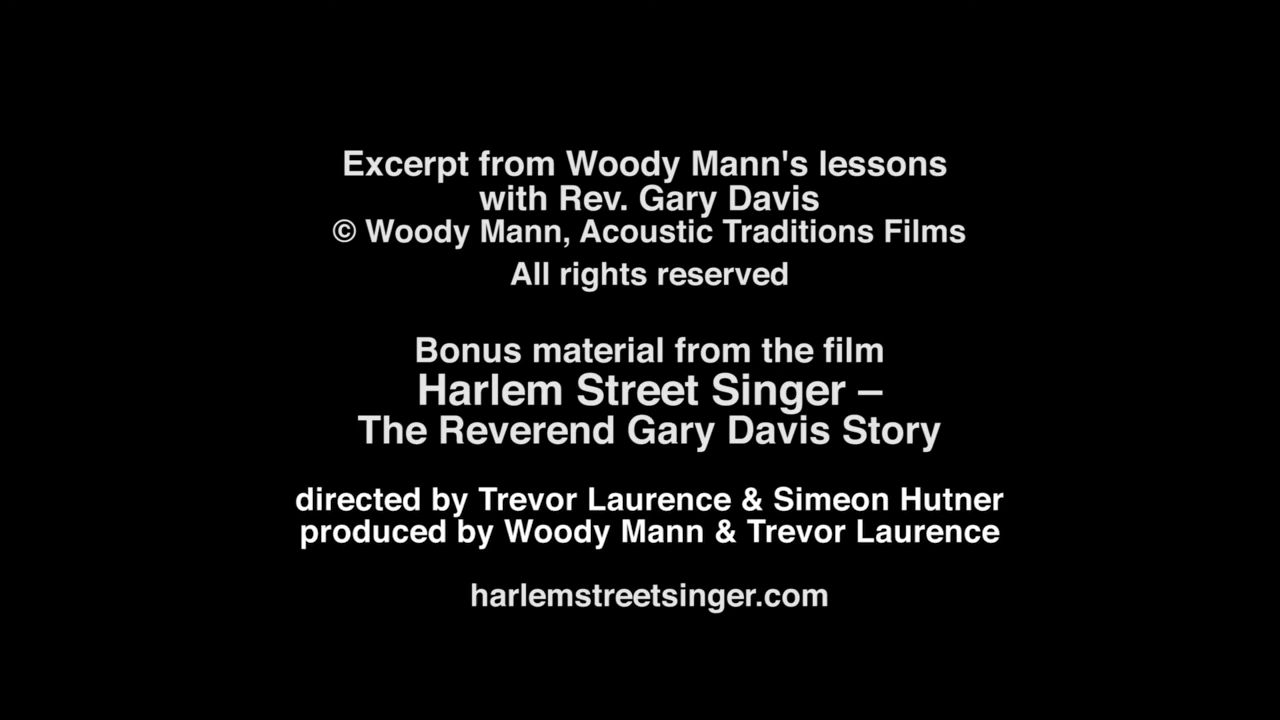 Excerpt from Woody Mann's lessons
with Rev. Gary Davis
© Woody Mann, Acoustic Traditions Films
All rights reserved
Bonus material from the film
Harlem Street Singer –
The Reverend Gary Davis Story
directed by Trevor Laurence & Simeon Hutner
produced by Woody Mann & Trevor Laurence
harlemstreetsinger.com